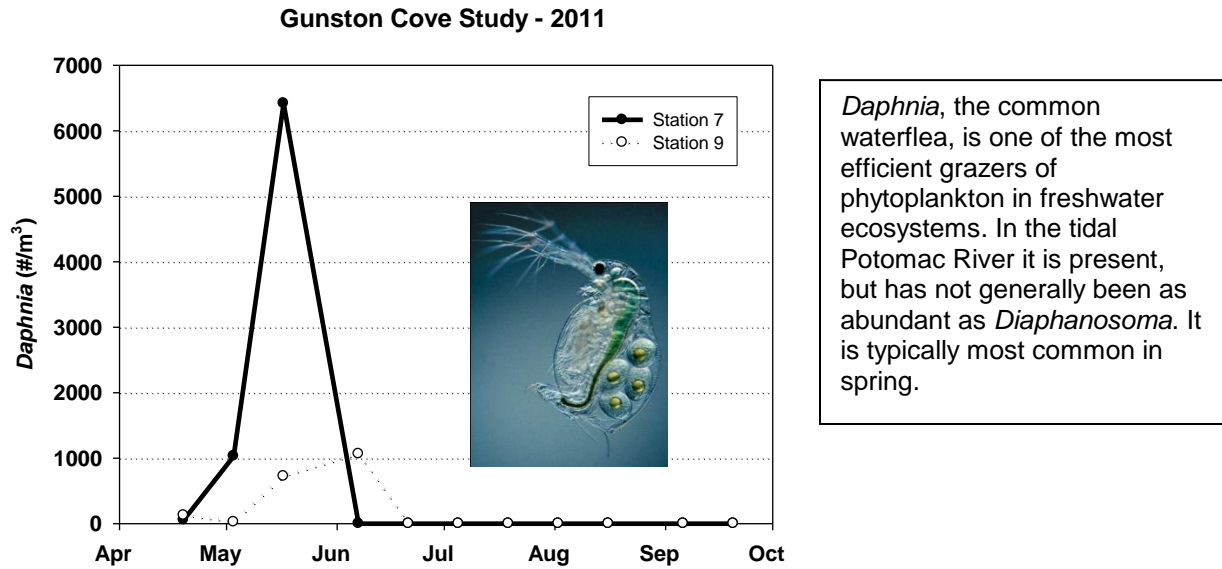 Gunston Cove Study - 2011
7000
6000
5000
4000
3000
2000
1000
0
Daphnia (#/m³)
Apr May Jun Jul Aug Sep Oct
Station 7
Station 9
Daphnia, the common
waterflea, is one of the most
efficient grazers of
phytoplankton in freshwater
ecosystems. In the tidal
Potomac River it is present,
but has not generally been as
abundant as Diaphanosoma. It
is typically most common in
spring.